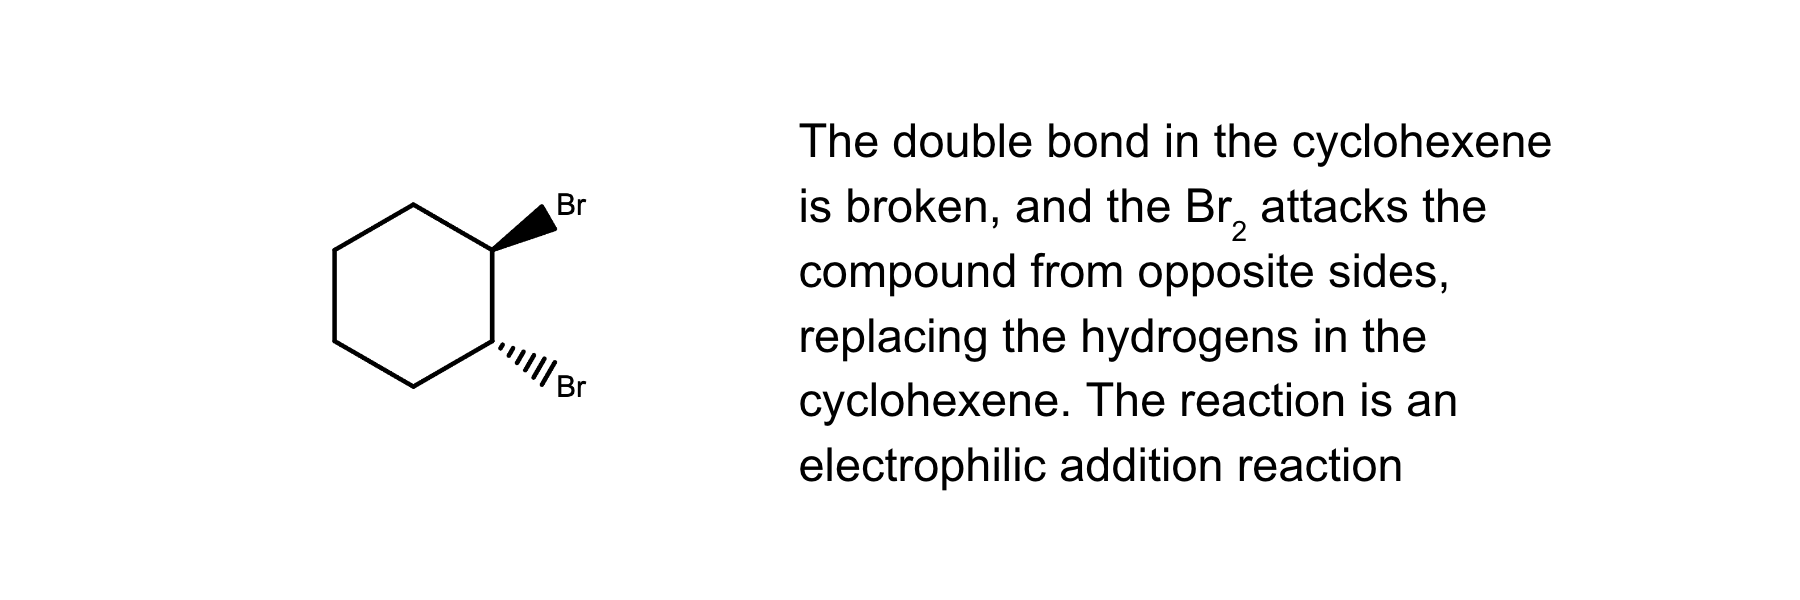 Br
Br
The double bond in the cyclohexene
is broken, and the Br₂ attacks the
compound from opposite sides,
replacing the hydrogens in the
cyclohexene. The reaction is an
electrophilic addition reaction